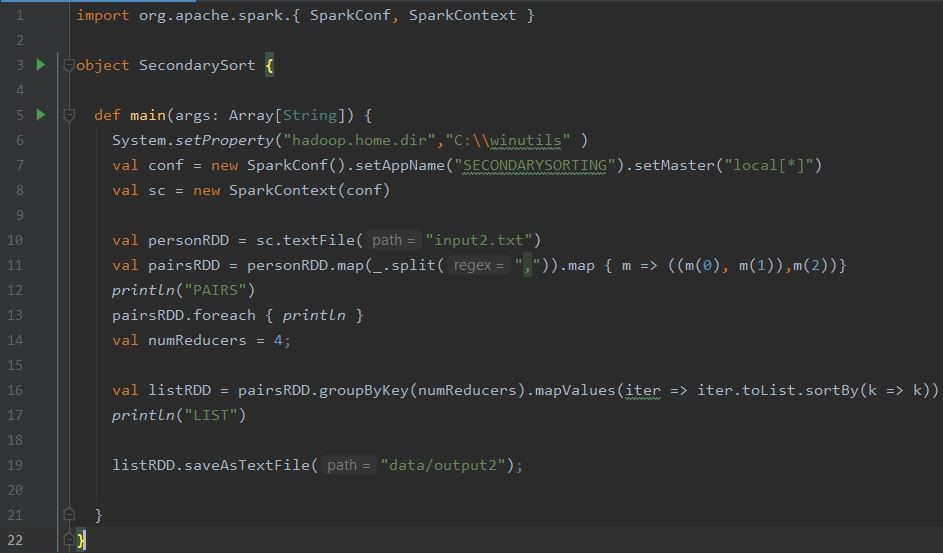 1 import org.apache.spark.{ SparkConf, SparkContext }
2
3 object SecondarySort {
4
5 def main(args: Array[String]) {
6 System.setProperty("hadoop.home.dir","C:\\winutils" )
7 val conf = new SparkConf().setAppName("SECONDARYSORTING").setMaster("local[*]")
8 val sc = new SparkContext(conf)
9
10 val personRDD = sc.textFile( path = "input2.txt")
11 val pairsRDD = personRDD.map(_.split( regex = ",")).map { m => ((m(0), m(1)),m(2))}
12 println("PAIRS")
13 pairsRDD.foreach { println }
14 val numReducers = 4;
15
16 val listRDD = pairsRDD.groupByKey(numReducers).mapValues(iter => iter.toList.sortBy(k => k))
17 println("LIST")
18
19 listRDD.saveAsTextFile( path = "data/output2");
20
21 }
22 }